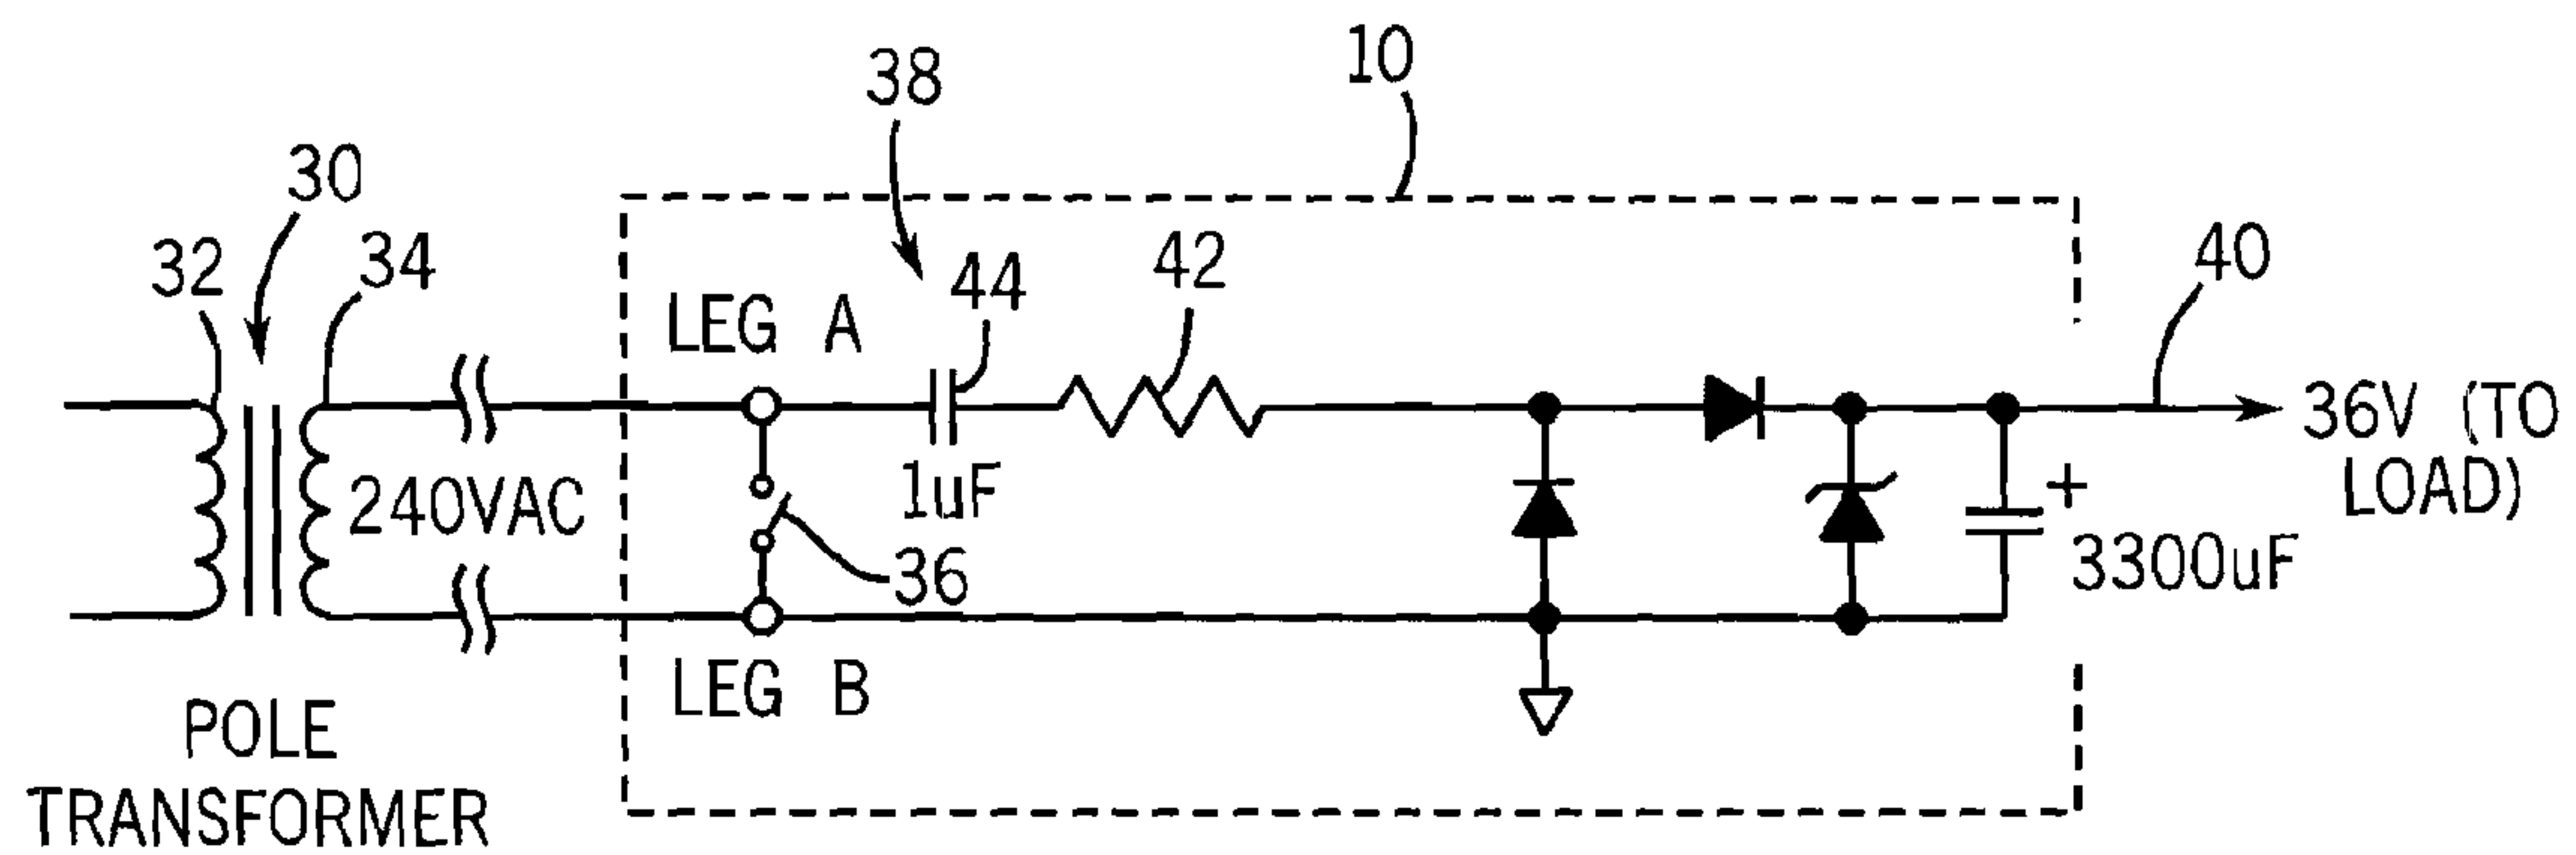 10
38
30
32
34
44
42
40
LEG A
240VAC
1uF
36
36V (TO
LOAD)
+
3300uF
LEG B
POLE
TRANSFORMER